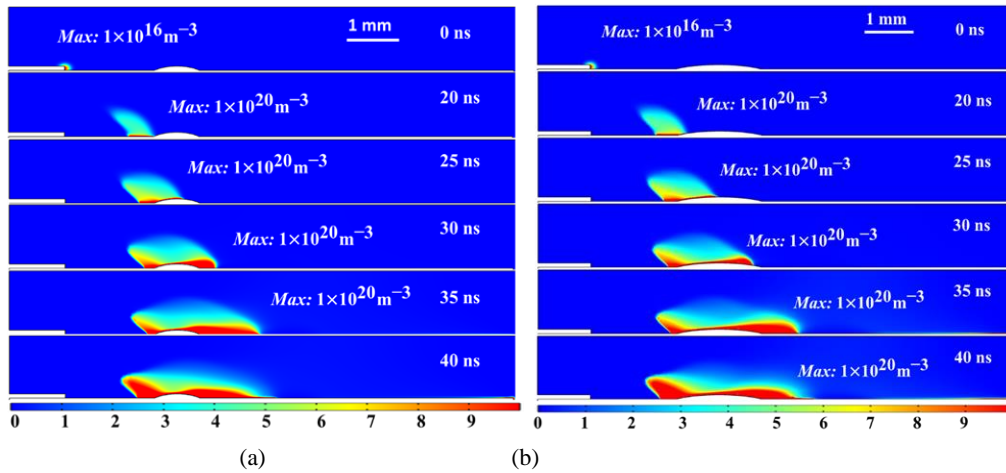 Max: 1×10¹⁶m⁻³ 1 mm 0 ns
Max: 1×10²⁰m⁻³ 20 ns
Max: 1×10²⁰m⁻³ 25 ns
Max: 1×10²⁰m⁻³ 30 ns
Max: 1×10²⁰m⁻³ 35 ns
Max: 1×10²⁰m⁻³ 40 ns
0 1 2 3 4 5 6 7 8 9
(a)
Max: 1×10¹⁶m⁻³ 1 mm 0 ns
Max: 1×10²⁰m⁻³ 20 ns
Max: 1×10²⁰m⁻³ 25 ns
Max: 1×10²⁰m⁻³ 30 ns
Max: 1×10²⁰m⁻³ 35 ns
Max: 1×10²⁰m⁻³ 40 ns
0 1 2 3 4 5 6 7 8 9
(b)